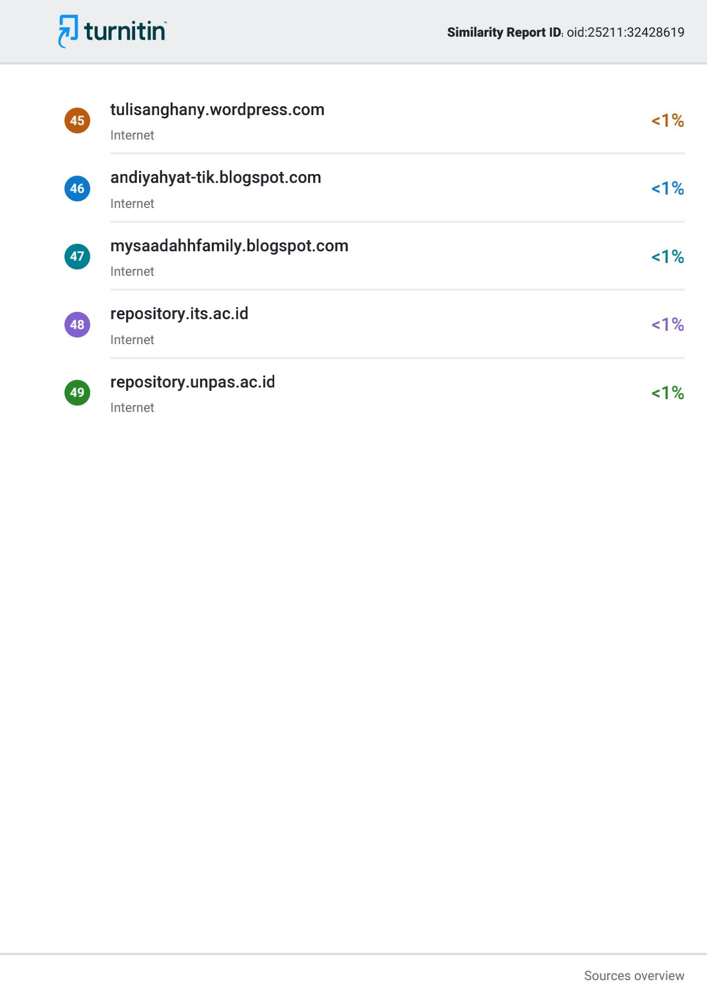 turnitin™
Similarity Report ID: oid:25211:32428619
45
tulisanghany.wordpress.com
<1%
Internet
46
andiyahyat-tik.blogspot.com
<1%
Internet
47
mysaadahhfamily.blogspot.com
<1%
Internet
48
repository.its.ac.id
<1%
Internet
49
repository.unpas.ac.id
<1%
Internet
Sources overview